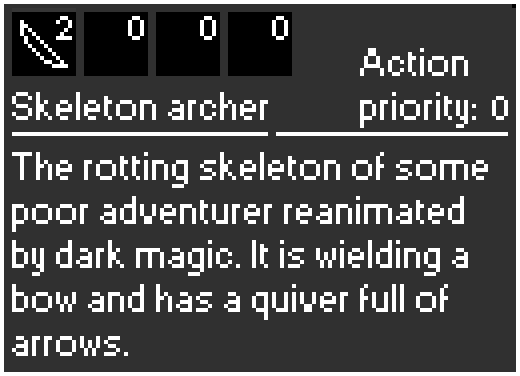 2 0 0 0
Action
Skeleton archer priority: 0
The rotting skeleton of some
poor adventurer reanimated
by dark magic. It is wielding a
bow and has a quiver full of
arrows.